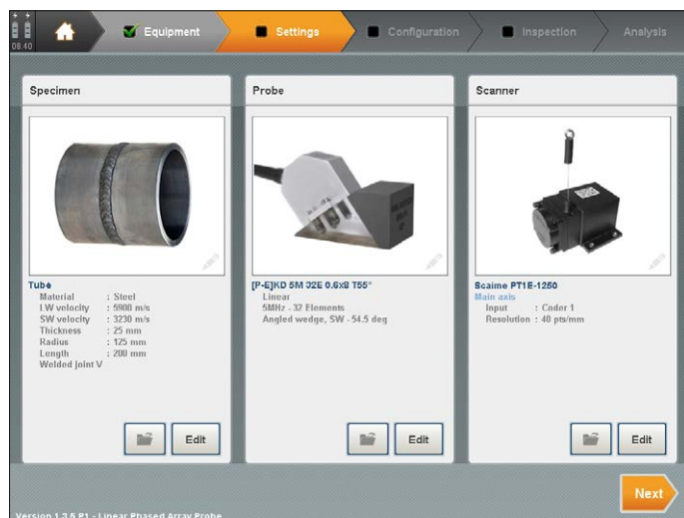 08:40
Equipment
Settings
Configuration
Inspection
Analysis
Specimen
Probe
Scanner
Tube
Material : Steel
LW velocity : 5900 m/s
SW velocity : 3230 m/s
Thickness : 25 mm
Radius : 125 mm
Length : 200 mm
Welded joint V
Edit
[P-E]KD 5M 32E 0.6x8 T55°
Linear
5MHz - 32 Elements
Angled wedge, SW - 54.5 deg
Edit
Scaime PT1E-1250
Main axis
Input : Coder 1
Resolution : 40 pts/mm
Edit
Next
Version 1.3.6 P1 - Linear Phased Array Probe